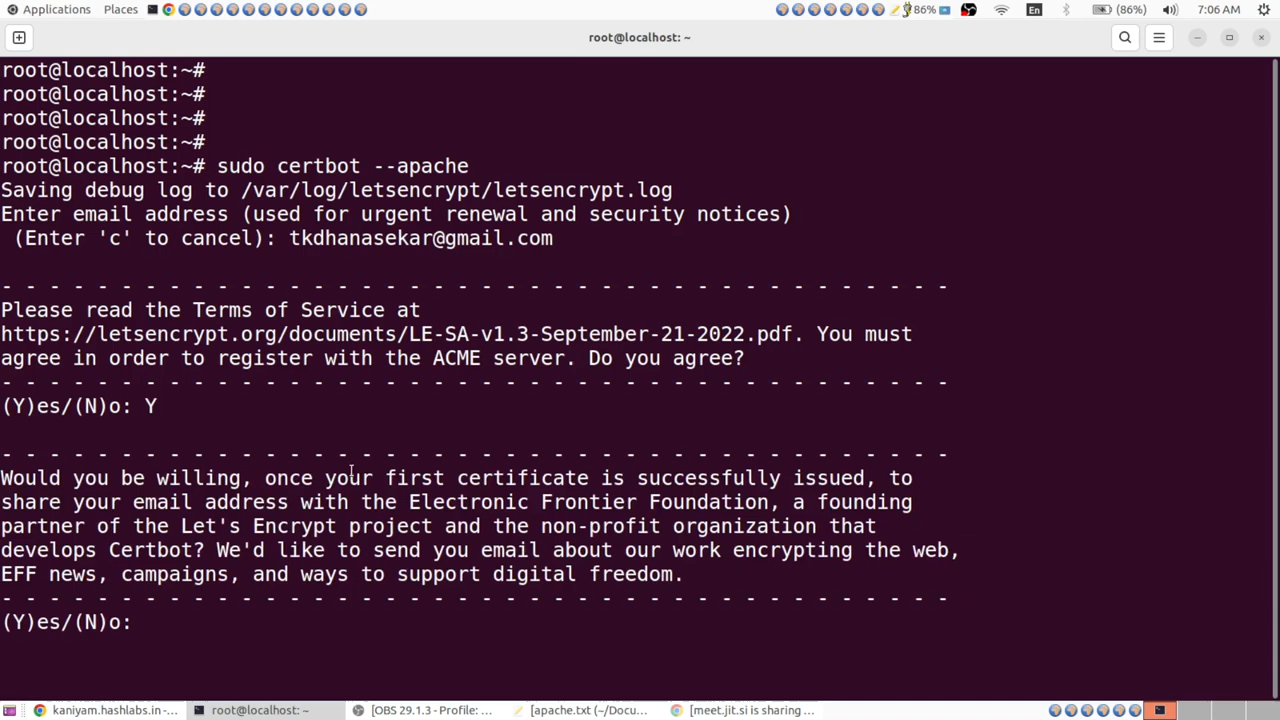 Applications Places 86% En (86%) 7:06 AM
root@localhost: ~
root@localhost:~#
root@localhost:~#
root@localhost:~#
root@localhost:~#
root@localhost:~# sudo certbot --apache
Saving debug log to /var/log/letsencrypt/letsencrypt.log
Enter email address (used for urgent renewal and security notices)
(Enter 'c' to cancel): tkdhanasekar@gmail.com
- - - - - - - - - - - - - - - - - - - - - - - - - - - - - - - - - - - - - - - -
Please read the Terms of Service at
https://letsencrypt.org/documents/LE-SA-v1.3-September-21-2022.pdf. You must
agree in order to register with the ACME server. Do you agree?
- - - - - - - - - - - - - - - - - - - - - - - - - - - - - - - - - - - - - - - -
(Y)es/(N)o: Y
- - - - - - - - - - - - - - - - - - - - - - - - - - - - - - - - - - - - - - - -
Would you be willing, once your first certificate is successfully issued, to
share your email address with the Electronic Frontier Foundation, a founding
partner of the Let's Encrypt project and the non-profit organization that
develops Certbot? We'd like to send you email about our work encrypting the web,
EFF news, campaigns, and ways to support digital freedom.
- - - - - - - - - - - - - - - - - - - - - - - - - - - - - - - - - - - - - - - -
(Y)es/(N)o:
kaniyam.hashlabs.in -... root@localhost: ~ [OBS 29.1.3 - Profile: ... [apache.txt (~/Docu... [meet.jit.si is sharing ...